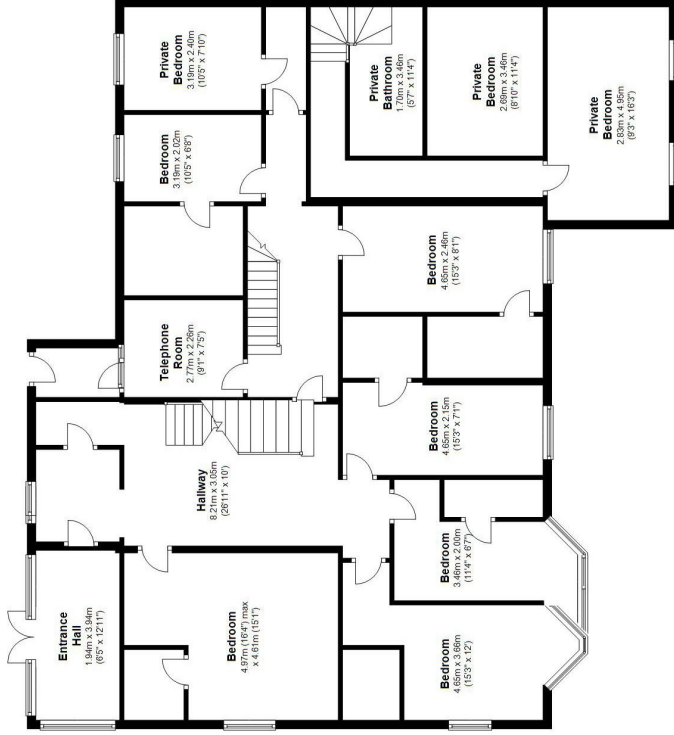 Private
Bedroom
3.19m x 2.40m
(10'5" x 7'10")
Bedroom
3.19m x 2.02m
(10'5" x 6'8")
Private
Bathroom
1.70m x 3.46m
(5'7" x 11'4")
Private
Bedroom
2.69m x 3.46m
(8'10" x 11'4")
Private
Bedroom
2.83m x 4.95m
(9'3" x 16'3")
Bedroom
4.65m x 2.46m
(15'3" x 8'1")
Telephone
Room
2.77m x 2.26m
(9'1" x 7'5")
Bedroom
4.65m x 2.15m
(15'3" x 7'1")
Hallway
8.21m x 3.05m
(26'11" x 10')
Bedroom
3.46m x 2.00m
(11'4" x 6'7")
Entrance
Hall
1.94m x 3.94m
(6'5" x 12'11")
Bedroom
4.97m (16'4") max
x 4.61m (15'1")
Bedroom
4.65m x 3.66m
(15'3" x 12')